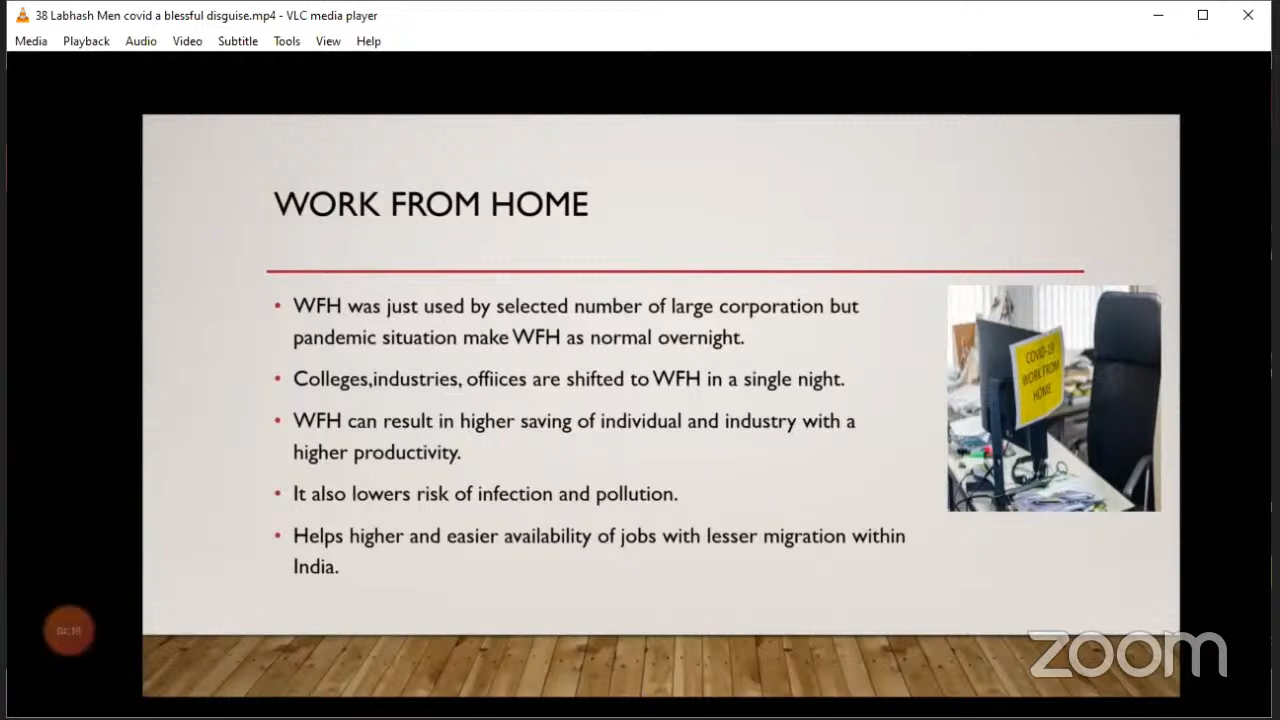 38 Labhash Men covid a blessful disguise.mp4 - VLC media player
Media Playback Audio Video Subtitle Tools View Help
WORK FROM HOME
• WFH was just used by selected number of large corporation but
pandemic situation make WFH as normal overnight.
• Colleges,industries, offiices are shifted to WFH in a single night.
• WFH can result in higher saving of individual and industry with a
higher productivity.
• It also lowers risk of infection and pollution.
• Helps higher and easier availability of jobs with lesser migration within
India.
COVID-19
WORK FROM
HOME
04:16
zoom